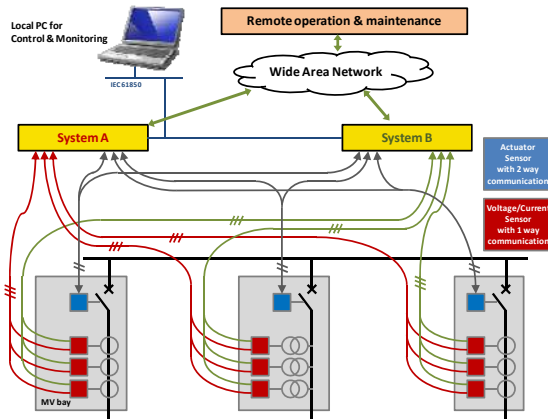 Local PC for
Control & Monitoring
Remote operation & maintenance
Wide Area Network
IEC61850
System A
System B
Actuator
Sensor
with 2 way
communication
Voltage/Current
Sensor
with 1 way
communication
MV bay